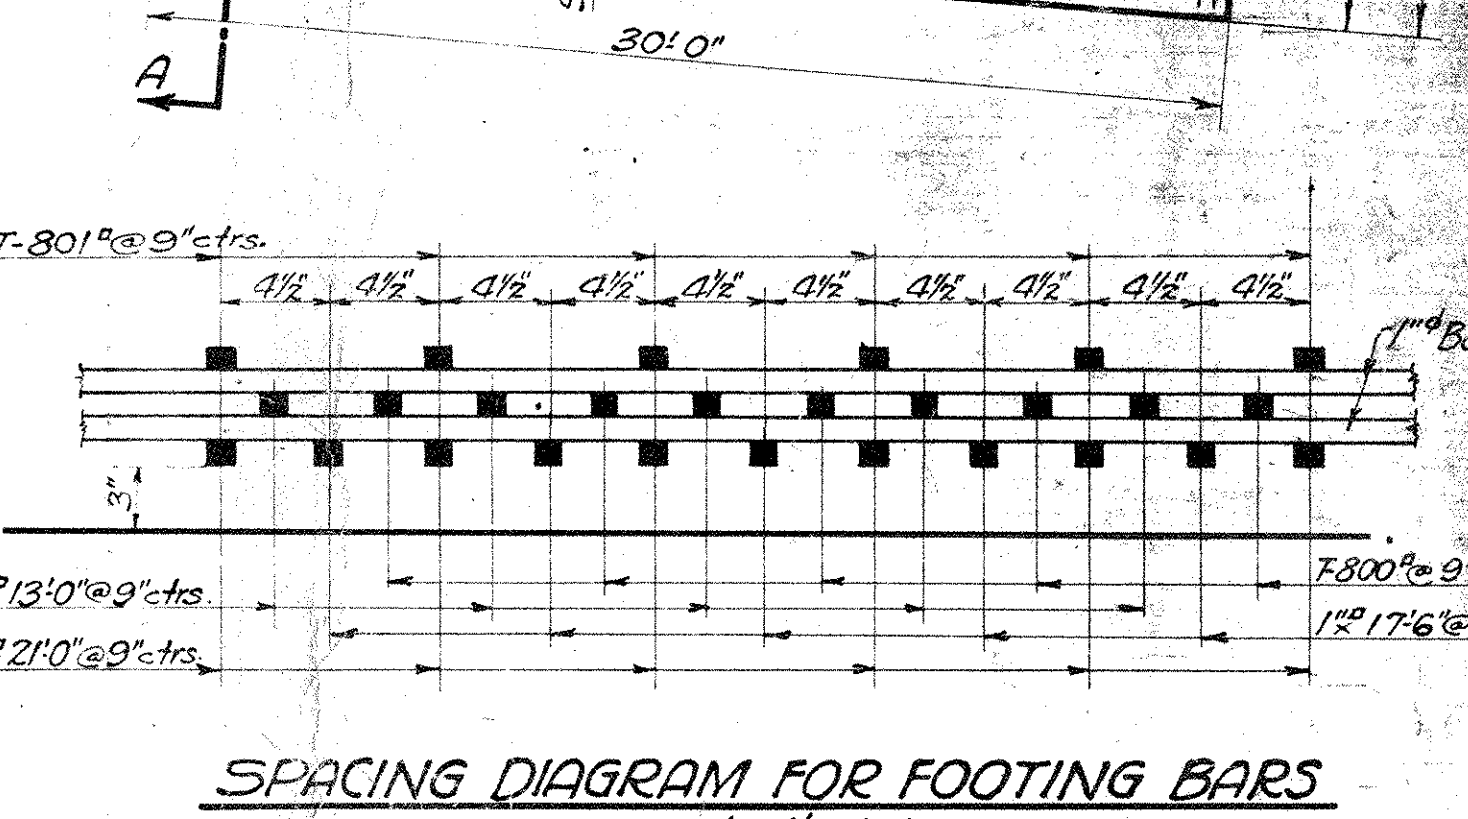 30'-0"
A
T-801 @ 9" ctrs.
4½" 4½" 4½" 4½" 4½" 4½" 4½" 4½" 4½" 4½"
1"ϕ
3"
F-800 @ 9
13'-0" @ 9" ctrs.
1"x 17'-6" @
21'-0" @ 9" ctrs.
SPACING DIAGRAM FOR FOOTING BARS